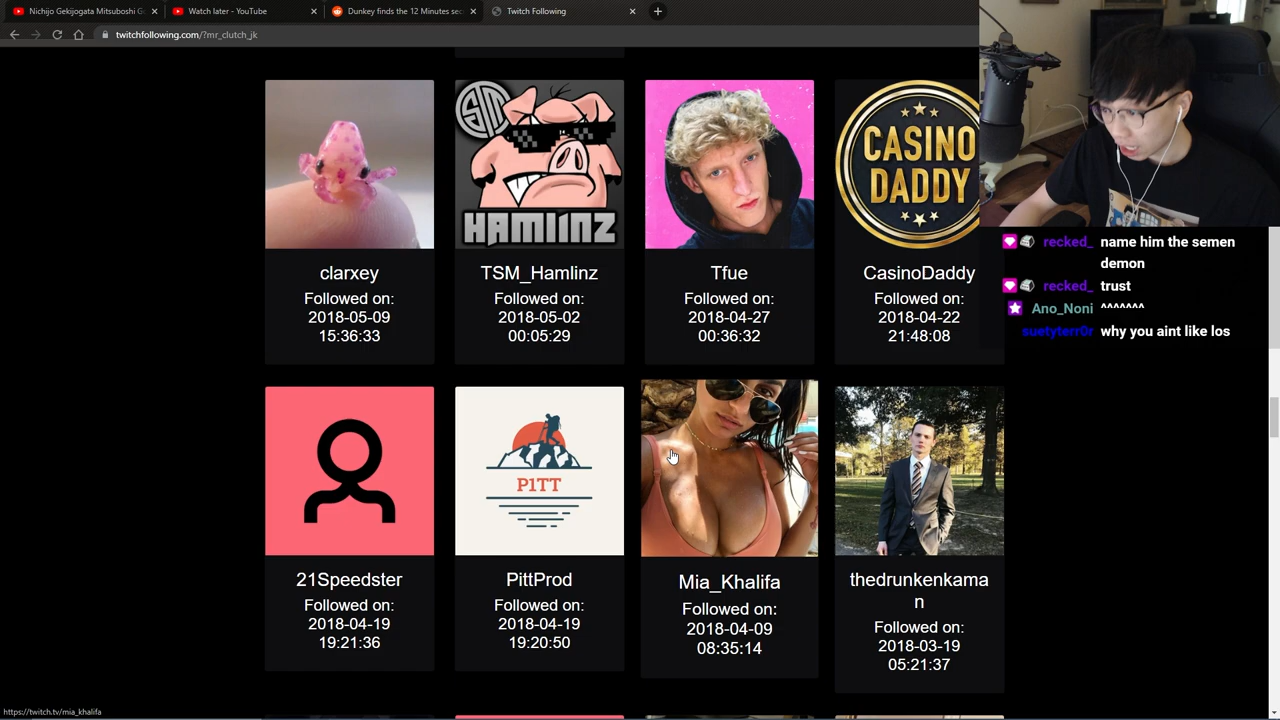 Nichijo Gekijogata Mitsuboshi Ge
Watch later - YouTube
Dunkey finds the 12 Minutes sec
Twitch Following
twitchfollowing.com/?mr_clutch_jk
HAMLINZ
CASINO
DADDY
clarxey
Followed on:
2018-05-09
15:36:33
TSM_Hamlinz
Followed on:
2018-05-02
00:05:29
Tfue
Followed on:
2018-04-27
00:36:32
CasinoDaddy
Followed on:
2018-04-22
21:48:08
recked_ name him the semen
demon
recked_ trust
Ano_Noni ^^^^^^^
suetyterr0r why you aint like los
P1TT
21Speedster
Followed on:
2018-04-19
19:21:36
PittProd
Followed on:
2018-04-19
19:20:50
Mia_Khalifa
Followed on:
2018-04-09
08:35:14
thedrunkenkama
n
Followed on:
2018-03-19
05:21:37
https://twitch.tv/mia_khalifa